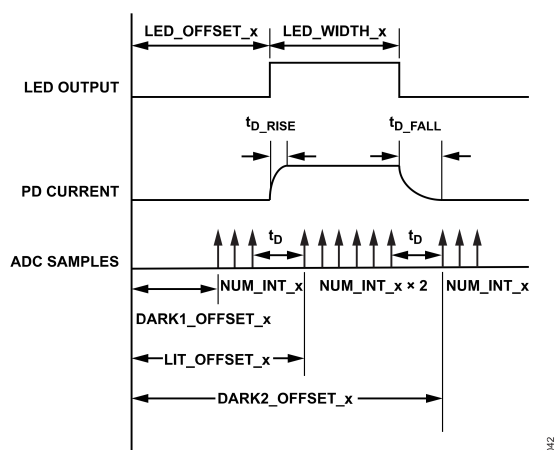 LED_OFFSET_x LED_WIDTH_x
LED OUTPUT
tD_RISE tD_FALL
PD CURRENT
tD tD
ADC SAMPLES
NUM_INT_x NUM_INT_x × 2 NUM_INT_x
DARK1_OFFSET_x
LIT_OFFSET_x
DARK2_OFFSET_x
042